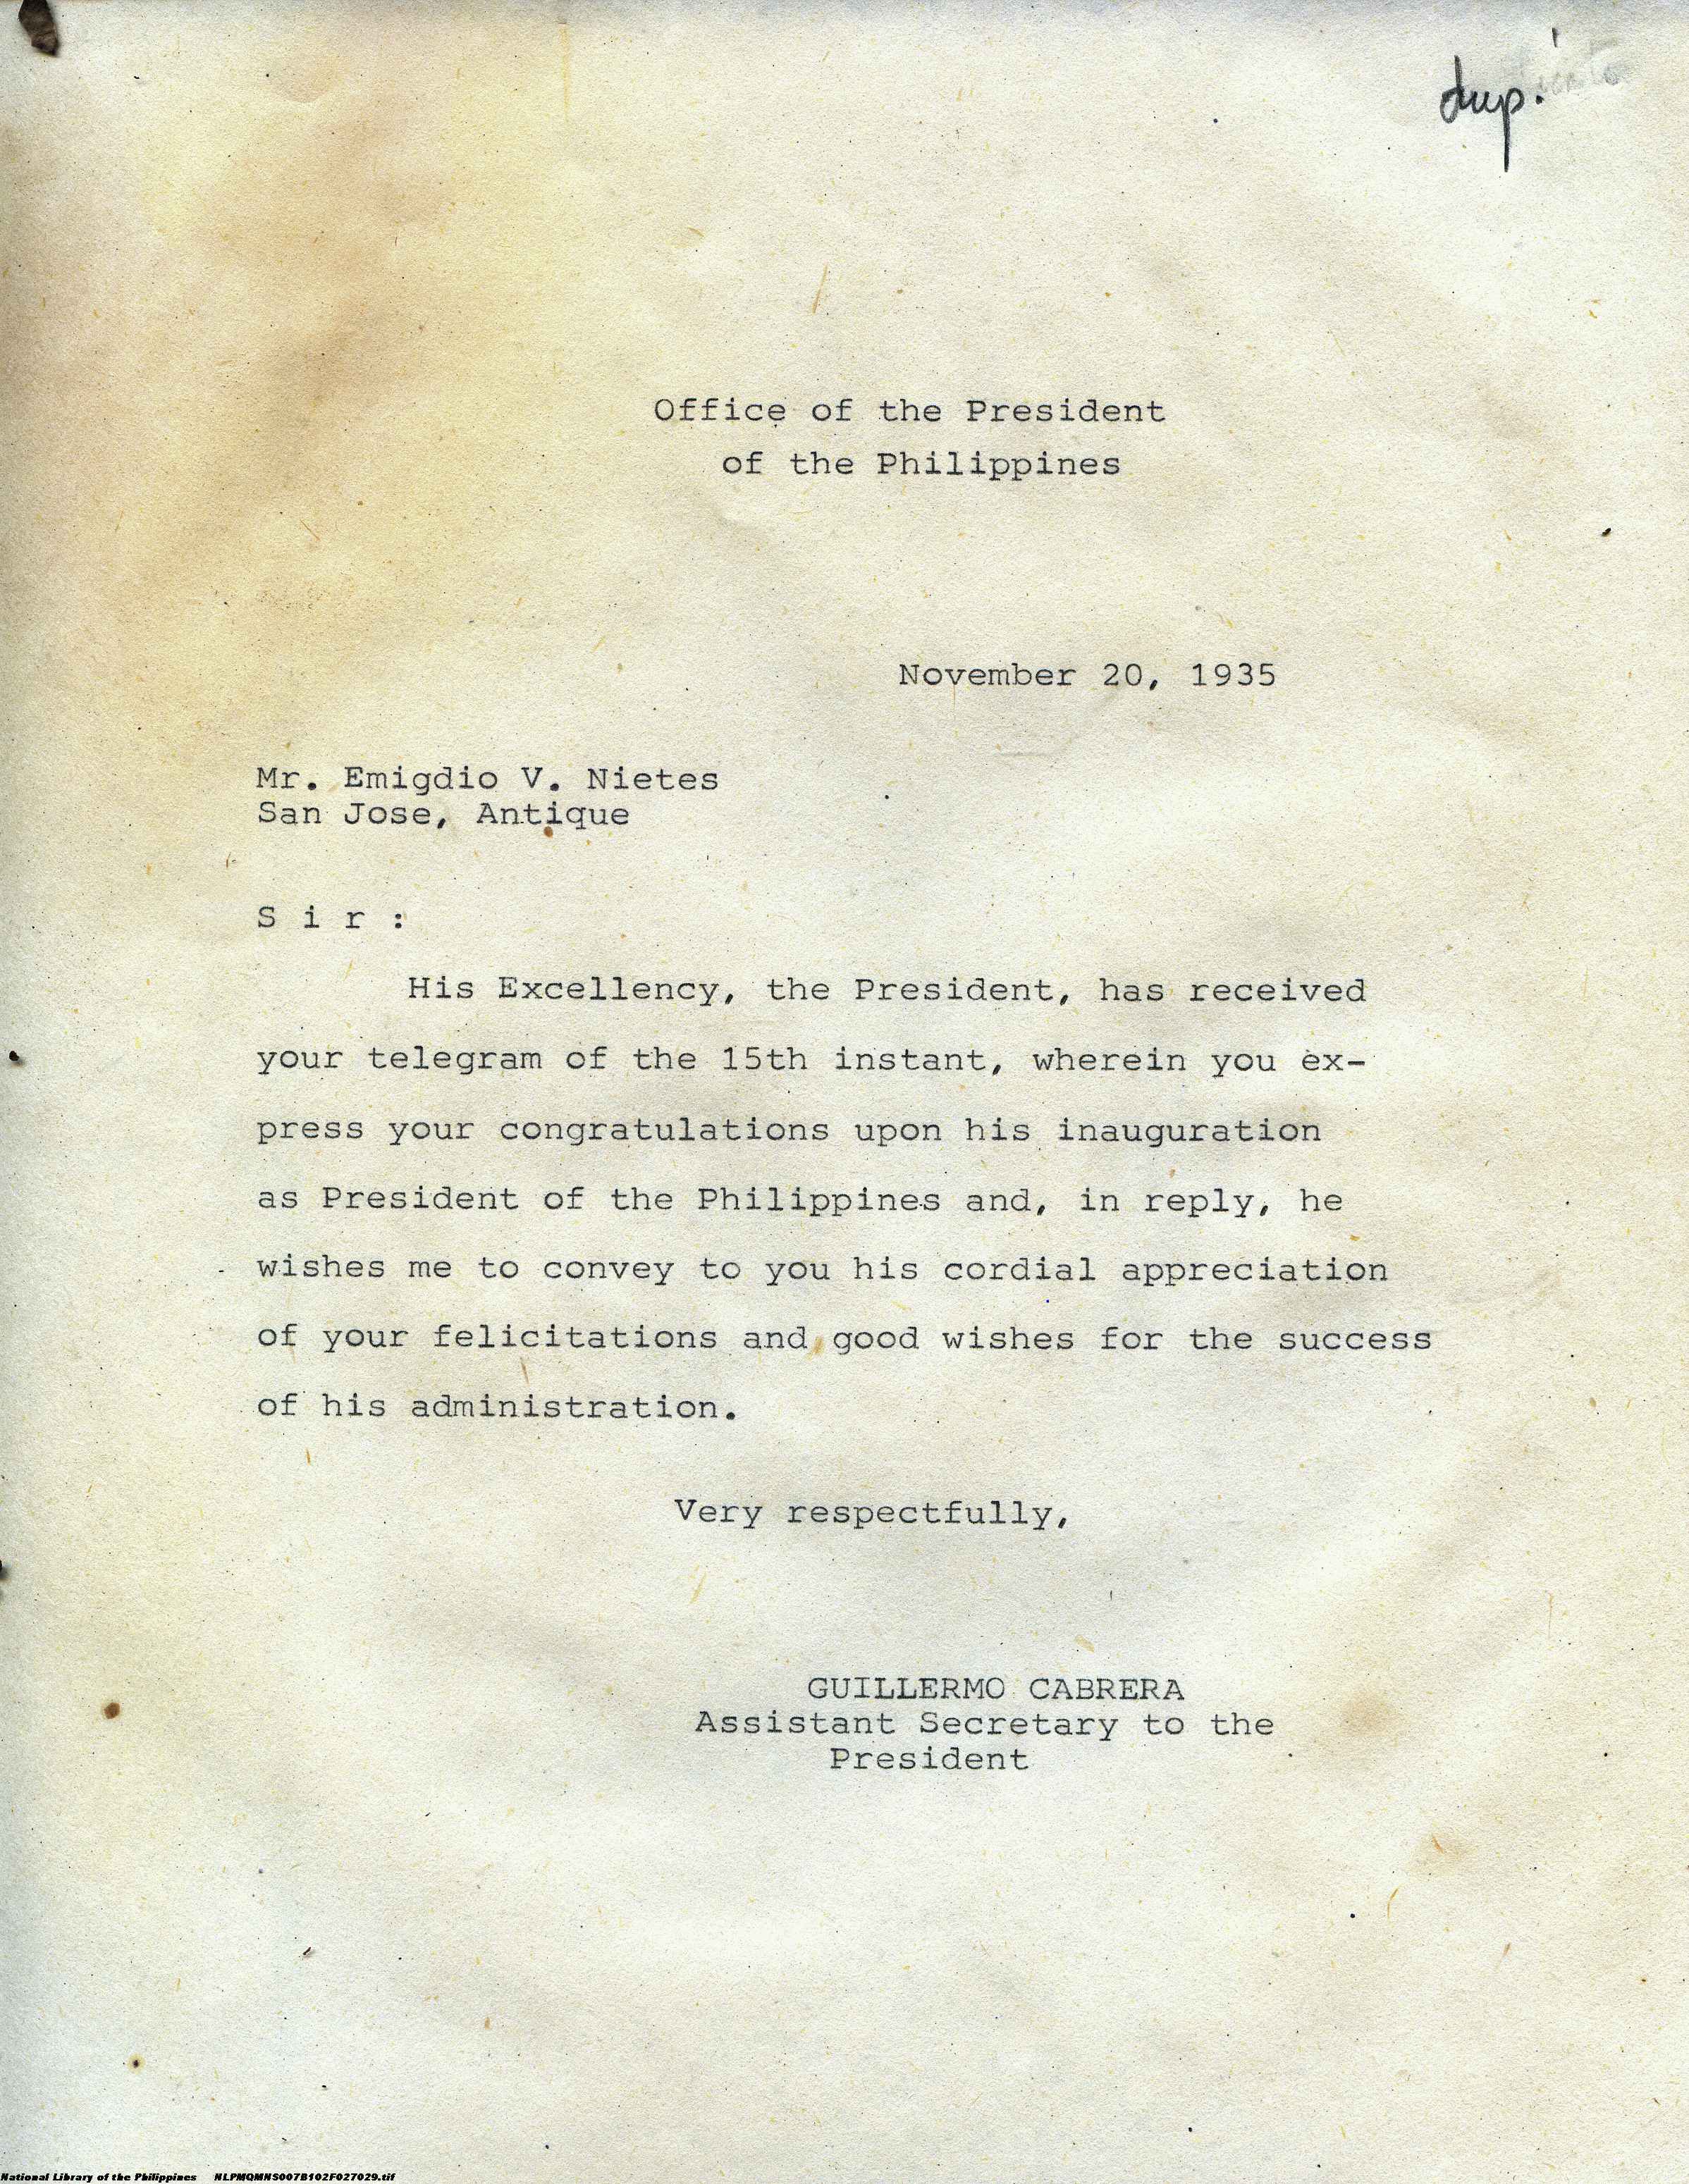 dup.
Office of the President
of the Philippines
November 20, 1935
Mr. Emigdio V. Nietes
San Jose, Antique
S i r :
His Excellency, the President, has received
your telegram of the 15th instant, wherein you ex-
press your congratulations upon his inauguration
as President of the Philippines and, in reply, he
wishes me to convey to you his cordial appreciation
of your felicitations and good wishes for the success
of his administration.
Very respectfully,
GUILLERMO CABRERA
Assistant Secretary to the
President
National Library of the Philippines NLPMQMNS007B102F027029.tif